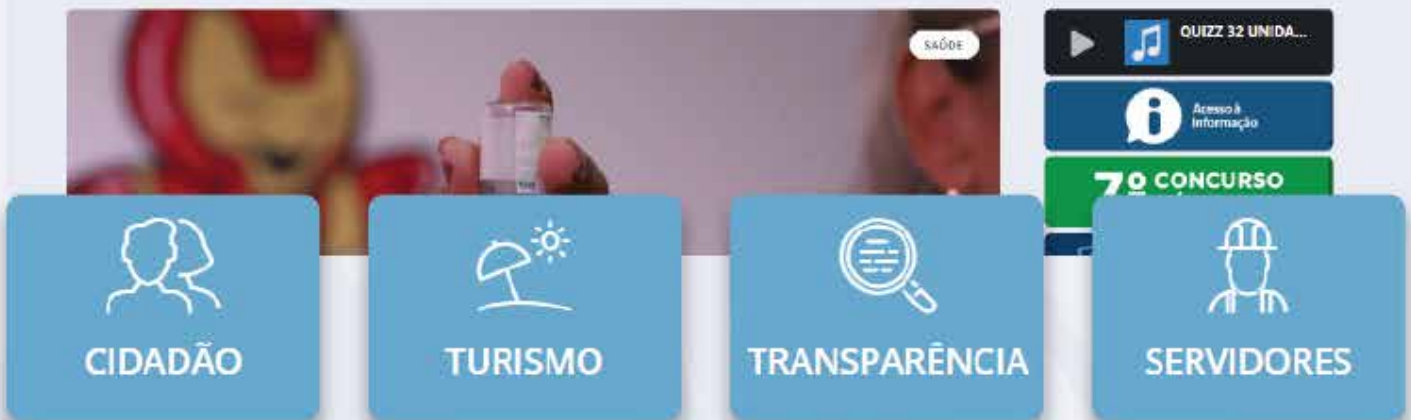 SAÚDE
QUIZZ 32 UNIDA...
Acesso à
Informação
7º CONCURSO
CIDADÃO
TURISMO
TRANSPARÊNCIA
SERVIDORES